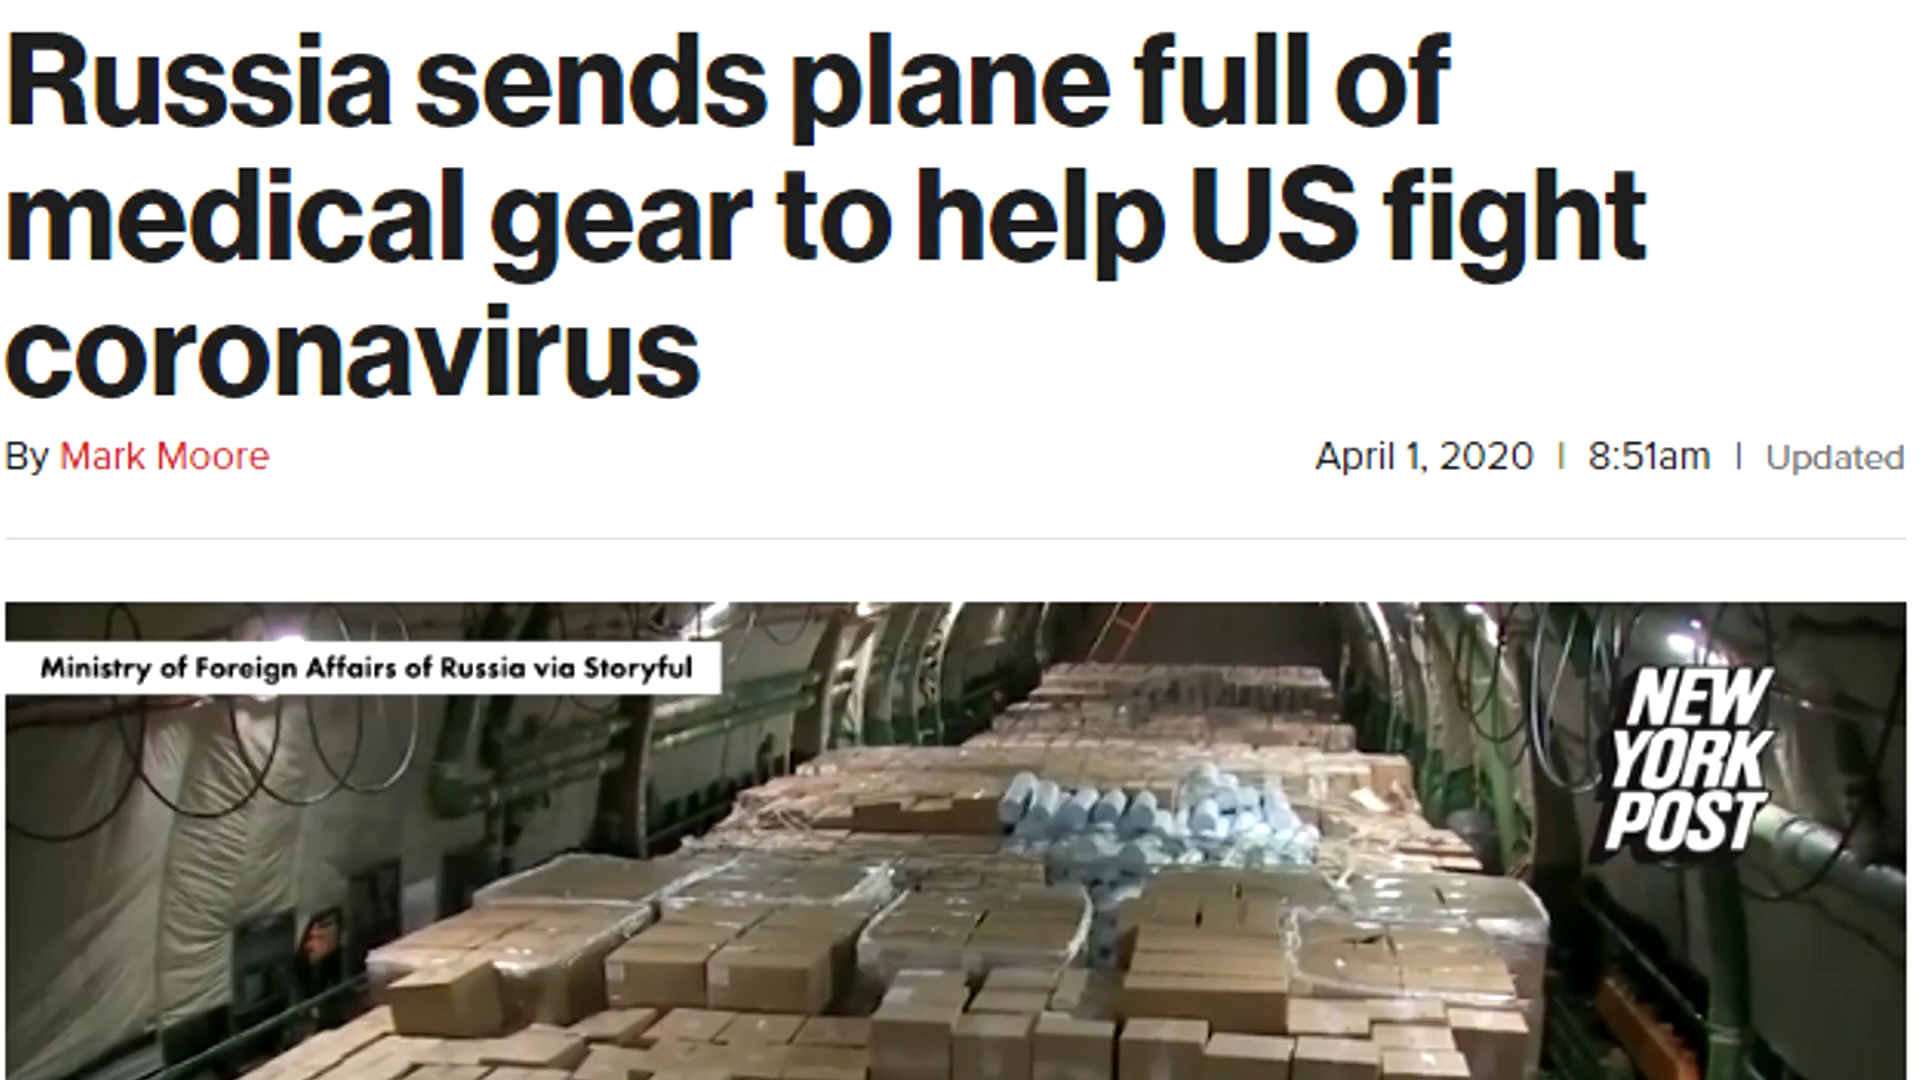 Russia sends plane full of
medical gear to help US fight
coronavirus
By Mark Moore
April 1, 2020 | 8:51am | Updated
Ministry of Foreign Affairs of Russia via Storyful
NEW
YORK
POST